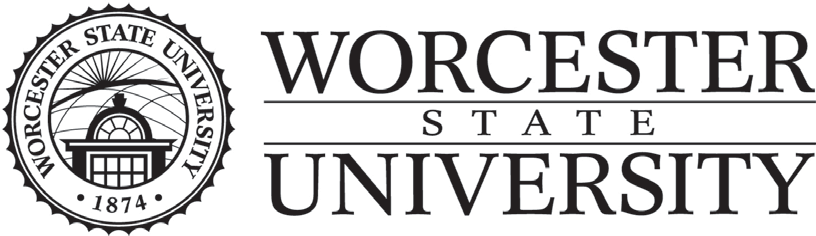 WORCESTER STATE UNIVERSITY
• 1874 •
WORCESTER
STATE
UNIVERSITY